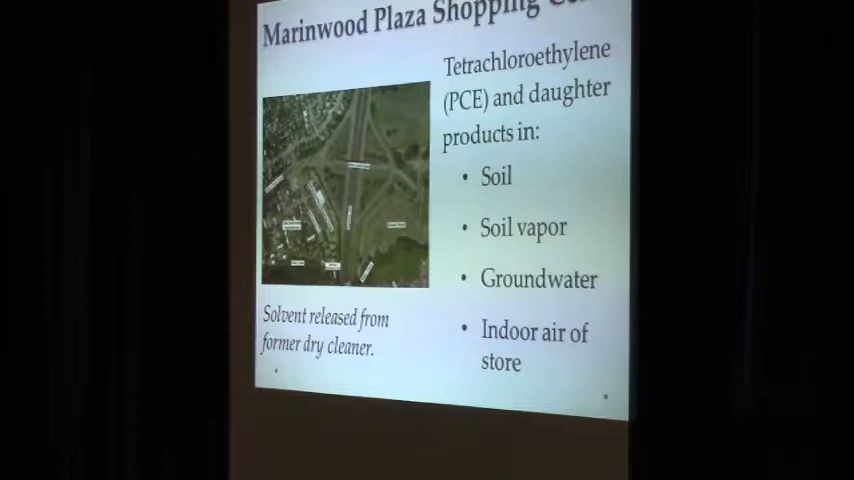 Marinwood Plaza Shopping
Tetrachloroethylene
(PCE) and daughter
products in:
• Soil
• Soil vapor
• Groundwater
• Indoor air of
store
Solvent released from
former dry cleaner.